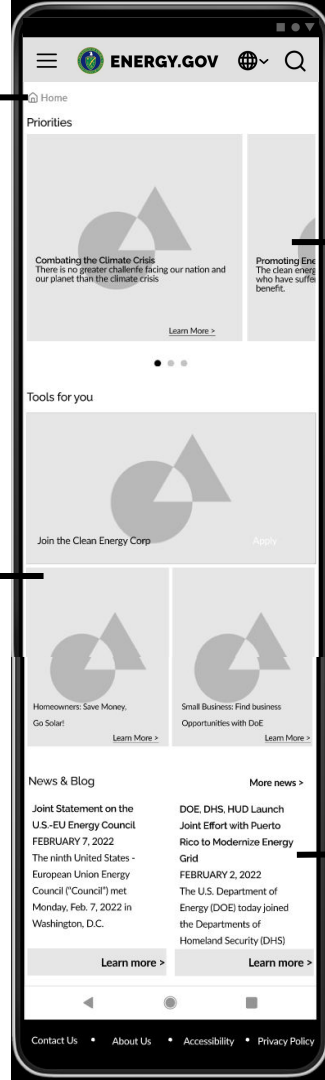 ENERGY.GOV
Home
Priorities
Combating the Climate Crisis
There is no greater challenfe facing our nation and
our planet than the climate crisis
Learn More >
Promoting Ene
The clean energ
who have suffe
benefit.
Tools for you
Join the Clean Energy Corp
Apply
Homeowners: Save Money,
Go Solar!
Learn More >
Small Business: Find business
Opportunities with DoE
Learn More >
News & Blog
More news >
Joint Statement on the
U.S.-EU Energy Council
FEBRUARY 7, 2022
The ninth United States -
European Union Energy
Council ("Council") met
Monday, Feb. 7, 2022 in
Washington, D.C.
Learn more >
DOE, DHS, HUD Launch
Joint Effort with Puerto
Rico to Modernize Energy
Grid
FEBRUARY 2, 2022
The U.S. Department of
Energy (DOE) today joined
the Departments of
Homeland Security (DHS)
Learn more >
Contact Us • About Us • Accessibility • Privacy Policy